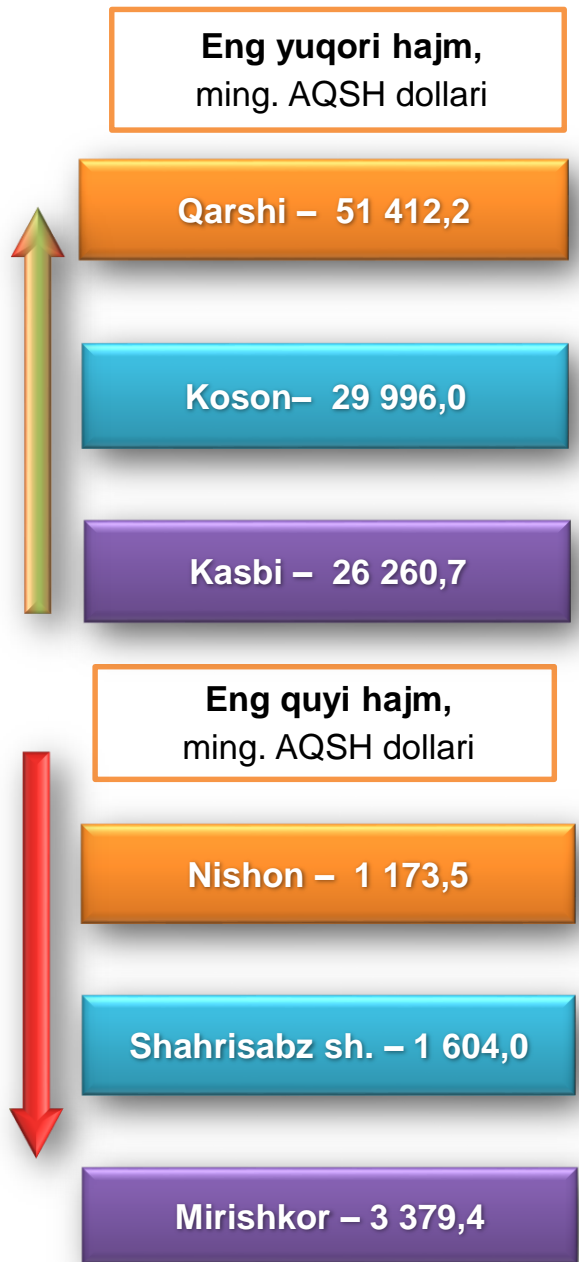 Eng yuqori hajm,
ming. AQSH dollari
Qarshi – 51 412,2
Koson– 29 996,0
Kasbi – 26 260,7
Eng quyi hajm,
ming. AQSH dollari
Nishon – 1 173,5
Shahrisabz sh. – 1 604,0
Mirishkor – 3 379,4